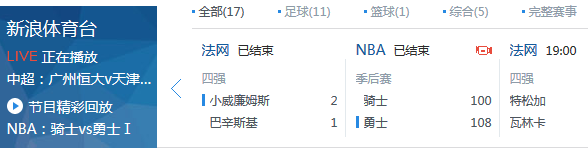 新浪体育台
LIVE 正在播放
中超：广州恒大v天津...
节目精彩回放
NBA：骑士vs勇士 I
全部(17) 足球(11) 篮球(1) 综合(5) 完整赛事
法网 已结束
四强
小威廉姆斯 2
巴辛斯基 1
NBA 已结束
季后赛
骑士 100
勇士 108
法网 19:00
四强
特松加
瓦林卡